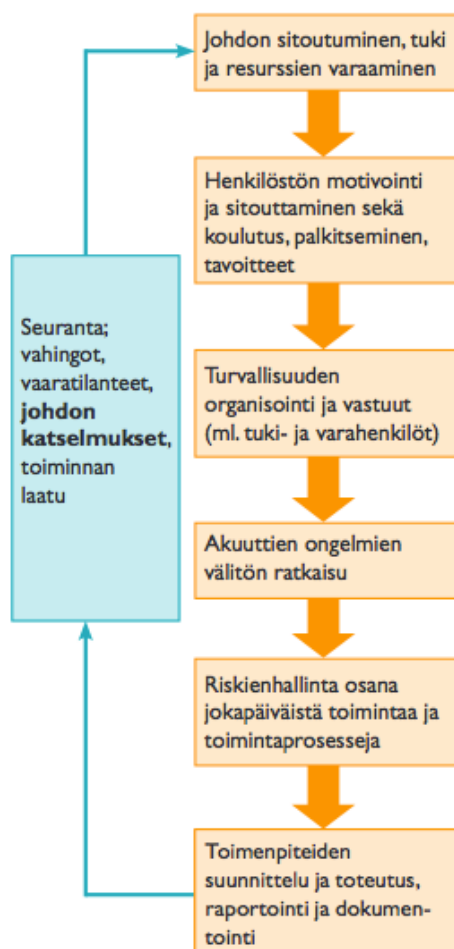 Johdon sitoutuminen, tuki
ja resurssien varaaminen
Henkilöstön motivointi
ja sitouttaminen sekä
koulutus, palkitseminen,
tavoitteet
Turvallisuuden
organisointi ja vastuut
(ml. tuki- ja varahenkilöt)
Akuuttien ongelmien
välitön ratkaisu
Riskienhallinta osana
jokapäiväistä toimintaa ja
toimintaprosesseja
Toimenpiteiden
suunnittelu ja toteutus,
raportointi ja dokumen-
tointi
Seuranta;
vahingot,
vaaratilanteet,
johdon
katselmukset,
toiminnan
laatu